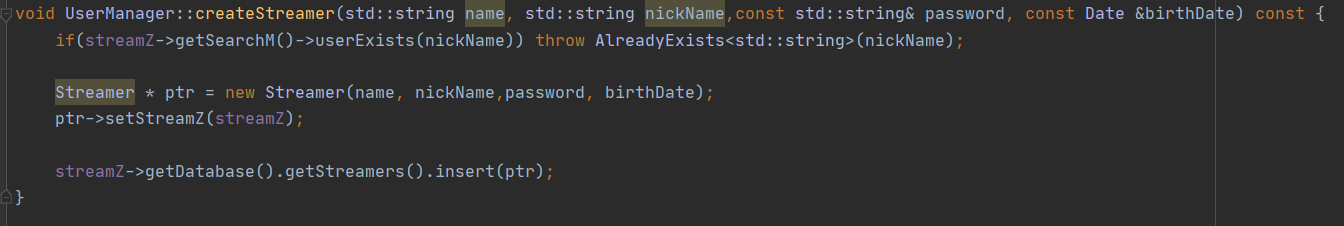 void UserManager::createStreamer(std::string name, std::string nickName,const std::string& password, const Date &birthDate) const {
    if(streamZ->getSearchM()->userExists(nickName)) throw AlreadyExists<std::string>(nickName);
    Streamer * ptr = new Streamer(name, nickName,password, birthDate);
    ptr->setStreamZ(streamZ);
    streamZ->getDatabase().getStreamers().insert(ptr);
}